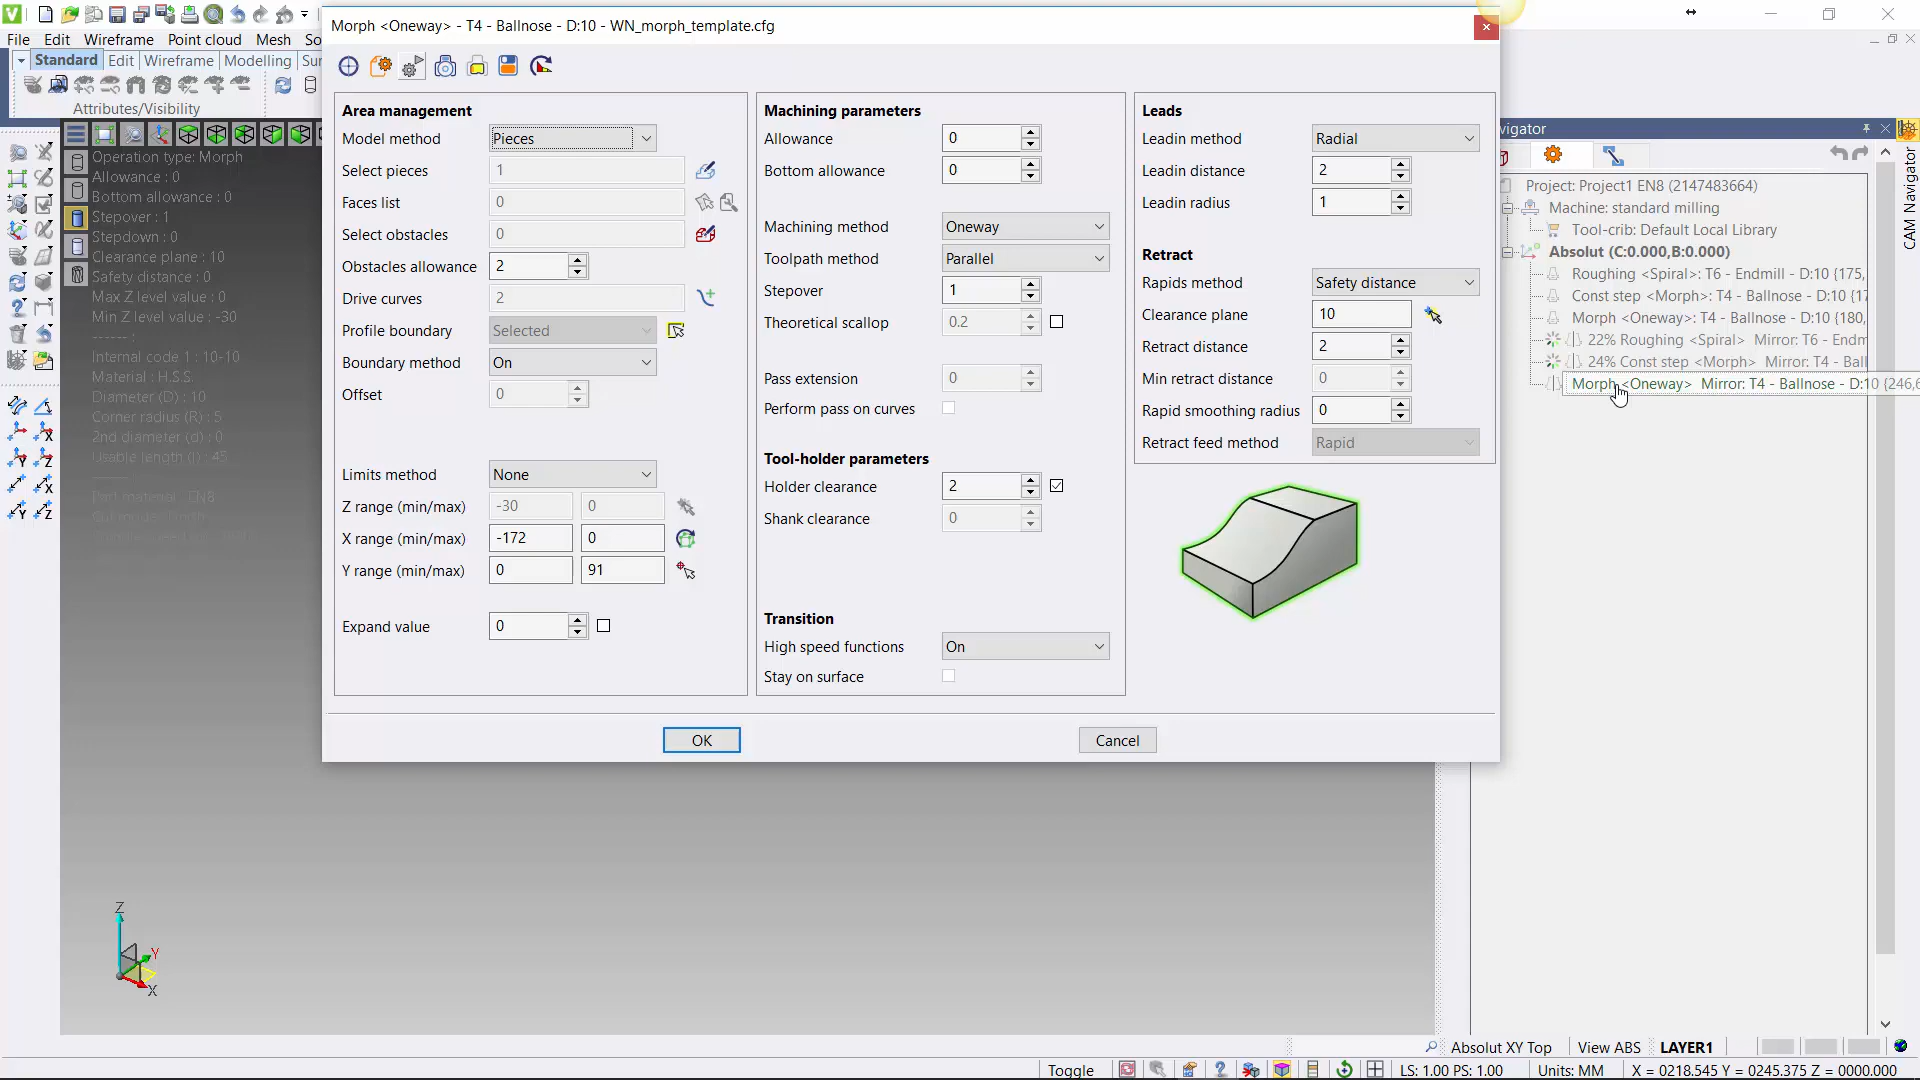 Morph <Oneway> - T4 - Ballnose - D:10 - WN_morph_template.cfg
File Edit Wireframe Point cloud Mesh So
Standard Edit Wireframe Modelling Sur
Attributes/Visibility
Operation type: Morph
Allowance : 0
Bottom allowance : 0
Stepover : 1
Stepdown : 0
Clearance plane : 10
Safety distance : 0
Max Z level value : 0
Min Z level value : -30
------ :
Internal code 1 : 10-10
Material : H.S.S.
Diameter (D) : 10
Corner radius (r) : 5
2nd diameter (d) : 0
Usable length (l) : 45
Part material : EN8
Area management
Model method Pieces
Select pieces 1
Faces list 0
Select obstacles 0
Obstacles allowance 2
Drive curves 2
Profile boundary Selected
Boundary method On
Offset 0
Limits method None
Z range (min/max) -30 0
X range (min/max) -172 0
Y range (min/max) 0 91
Expand value 0
Machining parameters
Allowance 0
Bottom allowance 0
Machining method Oneway
Toolpath method Parallel
Stepover 1
Theoretical scallop 0.2
Pass extension 0
Perform pass on curves
Tool-holder parameters
Holder clearance 2
Shank clearance 0
Transition
High speed functions On
Stay on surface
Leads
Leadin method Radial
Leadin distance 2
Leadin radius 1
Retract
Rapids method Safety distance
Clearance plane 10
Retract distance 2
Min retract distance 0
Rapid smoothing radius 0
Retract feed method Rapid
OK Cancel
vigator
CAM Navigator
Project: Project1 EN8 (2147483664)
Machine: standard milling
Tool-crib: Default Local Library
Absolut (C:0.000,B:0.000)
Roughing <Spiral>: T6 - Endmill - D:10 {175,
Const step <Morph>: T4 - Ballnose - D:10 {17
Morph <Oneway>: T4 - Ballnose - D:10 {180,
22% Roughing <Spiral> Mirror: T6 - Endm
24% Const step <Morph> Mirror: T4 - Ball
Morph <Oneway> Mirror: T4 - Ballnose - D:10 {246,6
Z
Y
X
Absolut XY Top View ABS LAYER1
Toggle LS: 1.00 PS: 1.00 Units: MM X = 0218.545 Y = 0245.375 Z = 0000.000